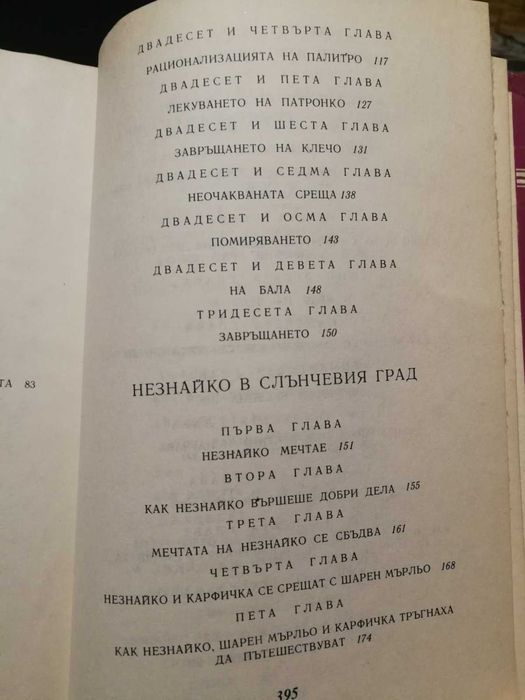 ДВАДЕСЕТ И ЧЕТВЪРТА ГЛАВА
РАЦИОНАЛИЗАЦИЯТА НА ПАЛИТРО 117
ДВАДЕСЕТ И ПЕТА ГЛАВА
ЛЕКУВАНЕТО НА ПАТРОНКО 127
ДВАДЕСЕТ И ШЕСТА ГЛАВА
ЗАВРЪЩАНЕТО НА КЛЕЧО 131
ДВАДЕСЕТ И СЕДМА ГЛАВА
НЕОЧАКВАНАТА СРЕЩА 138
ДВАДЕСЕТ И ОСМА ГЛАВА
ПОМИРЯВАНЕТО 143
ДВАДЕСЕТ И ДЕВЕТА ГЛАВА
НА БАЛА 148
ТРИДЕСЕТА ГЛАВА
ЗАВРЪЩАНЕТО 150
ТА 83
НЕЗНАЙКО В СЛЪНЧЕВИЯ ГРАД
ПЪРВА ГЛАВА
НЕЗНАЙКО МЕЧТАЕ 151
ВТОРА ГЛАВА
КАК НЕЗНАЙКО ВЪРШЕШЕ ДОБРИ ДЕЛА 155
ТРЕТА ГЛАВА
МЕЧТАТА НА НЕЗНАЙКО СЕ СБЪДВА 161
ЧЕТВЪРТА ГЛАВА
НЕЗНАЙКО И КАРФИЧКА СЕ СРЕЩАТ С ШАРЕН МЪРЛЬО 168
ПЕТА ГЛАВА
КАК НЕЗНАЙКО, ШАРЕН МЪРЛЬО И КАРФИЧКА ТРЪГНАХА
ДА ПЪТЕШЕСТВУВАТ 174
395